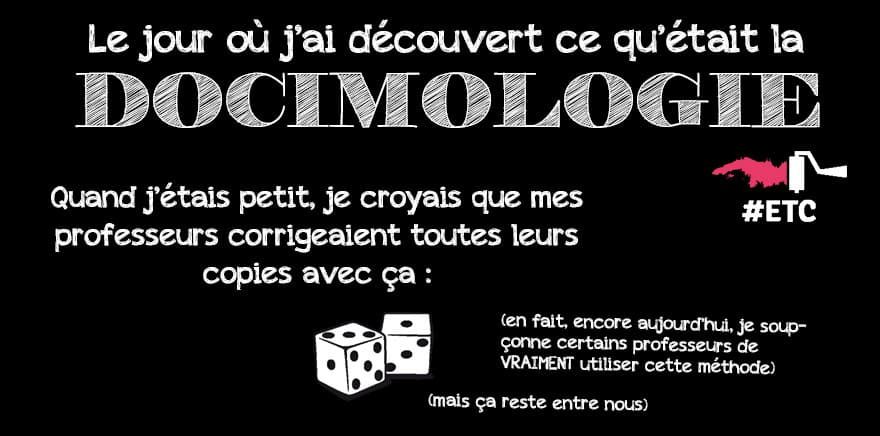 Le jour où j'ai découvert ce qu'était la
DOCIMOLOGIE
#ETC
Quand j'étais petit, je croyais que mes
professeurs corrigeaient toutes leurs
copies avec ça :
(en fait, encore aujourd'hui, je soup-
çonne certains professeurs de
VRAIMENT utiliser cette méthode)
(mais ça reste entre nous)